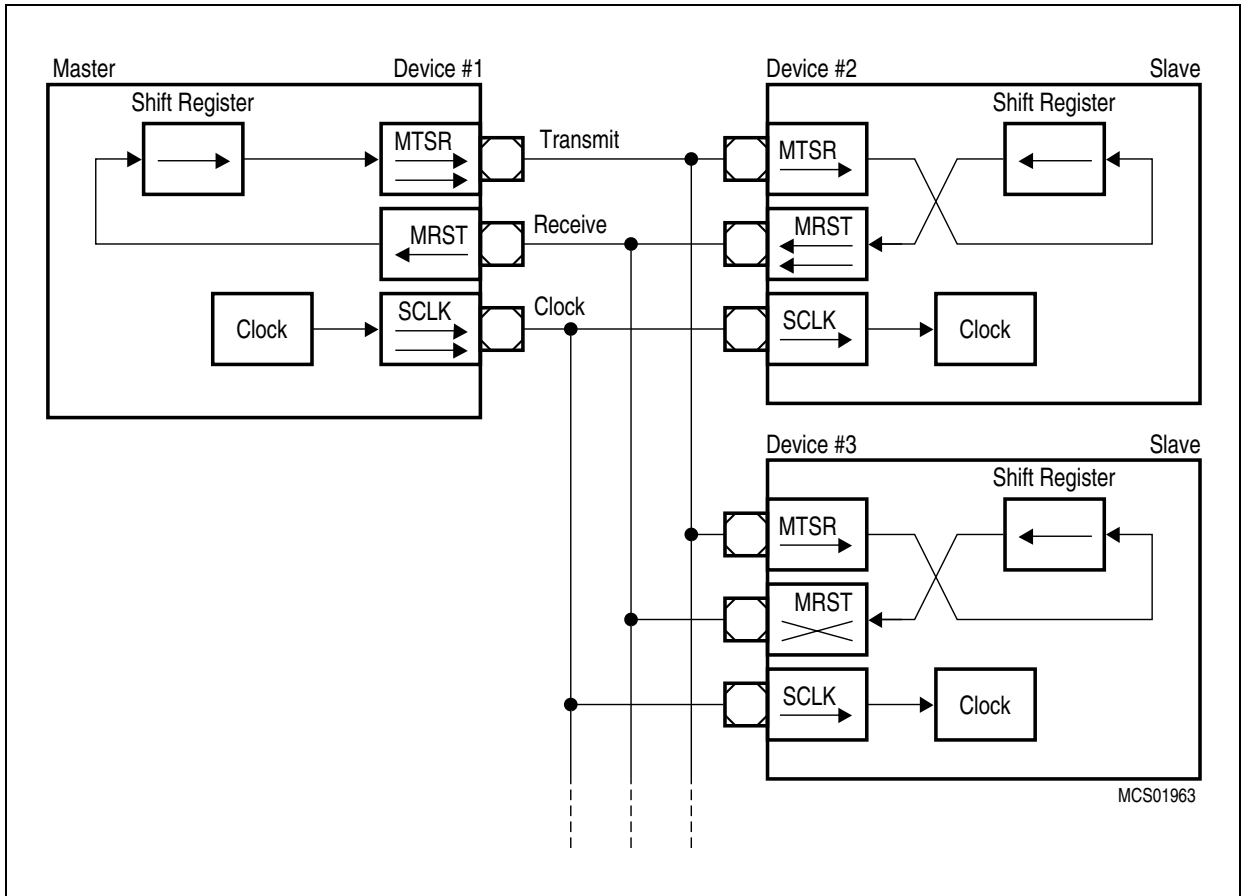 Master Device #1
Shift Register
MTSR
Transmit
MRST
Receive
Clock
SCLK
Clock
Device #2 Slave
Shift Register
MTSR
MRST
SCLK
Clock
Device #3 Slave
Shift Register
MTSR
MRST
SCLK
Clock
MCS01963